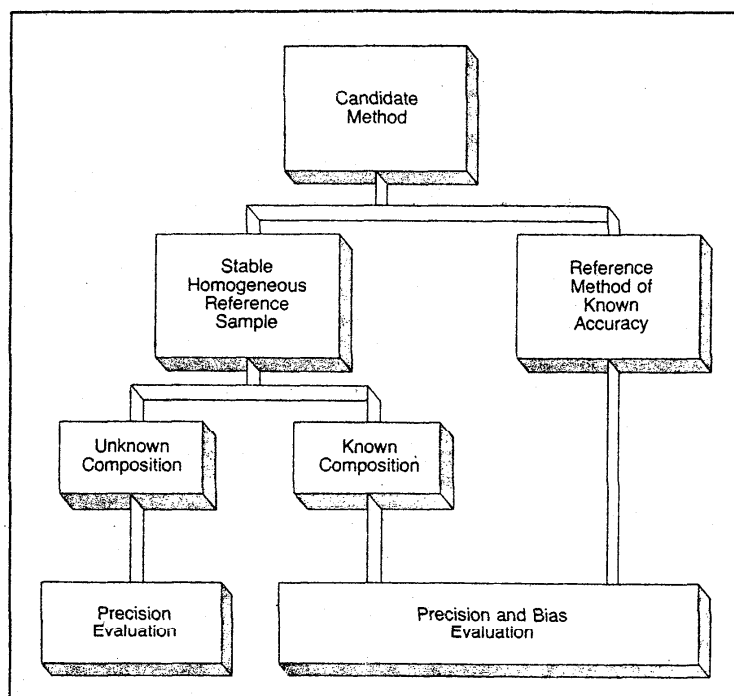 Candidate
Method
Stable
Homogeneous
Reference
Sample
Reference
Method of
Known
Accuracy
Unknown
Composition
Known
Composition
Precision
Evaluation
Precision and Bias
Evaluation